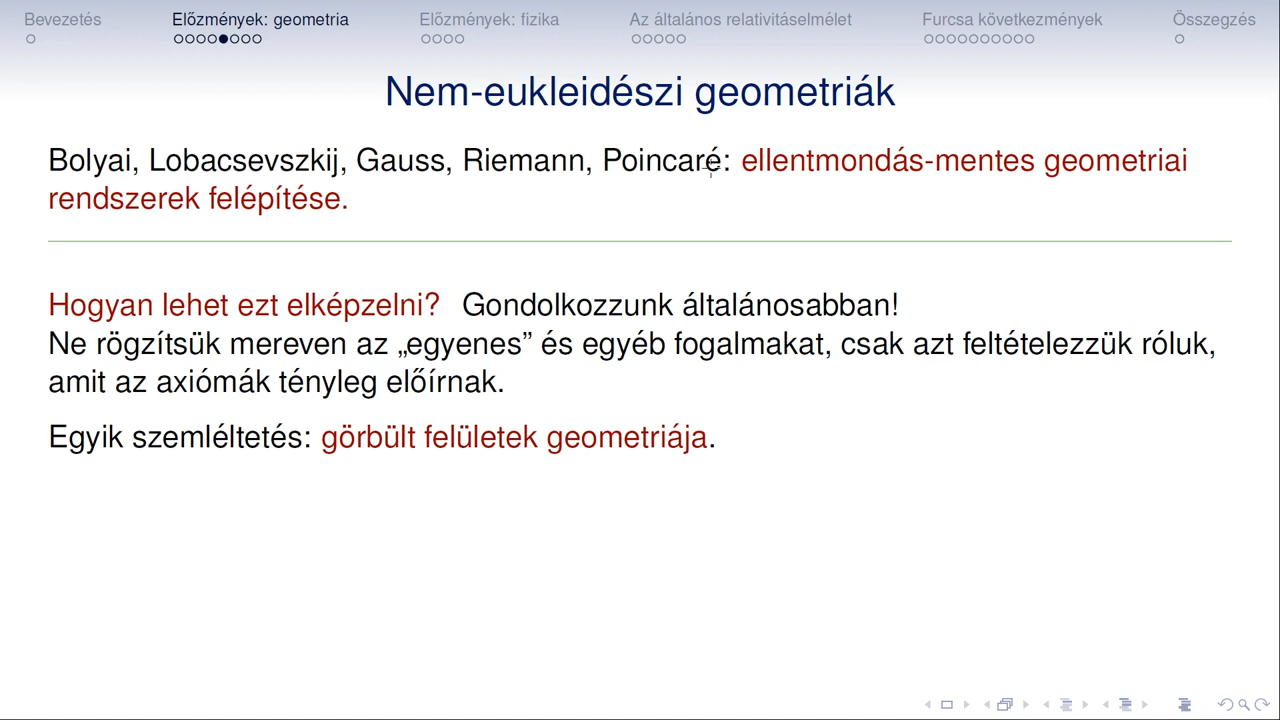 Bevezetés Előzmények: geometria Előzmények: fizika Az általános relativitáselmélet Furcsa következmények Összegzés
Nem-eukleidészi geometriák
Bolyai, Lobacsevszkij, Gauss, Riemann, Poincaré: ellentmondás-mentes geometriai
rendszerek felépítése.
Hogyan lehet ezt elképzelni? Gondolkozzunk általánosabban!
Ne rögzítsük mereven az „egyenes” és egyéb fogalmakat, csak azt feltételezzük róluk,
amit az axiómák tényleg előírnak.
Egyik szemléltetés: görbült felületek geometriája.